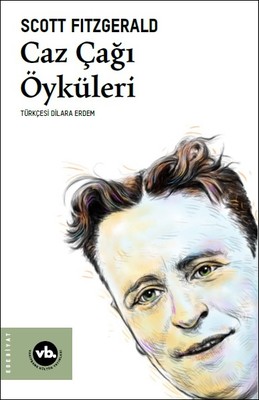 SCOTT FITZGERALD
Caz Çağı
Öyküleri
TÜRKÇESİ DİLARA ERDEM
EDEBİYAT
vb.